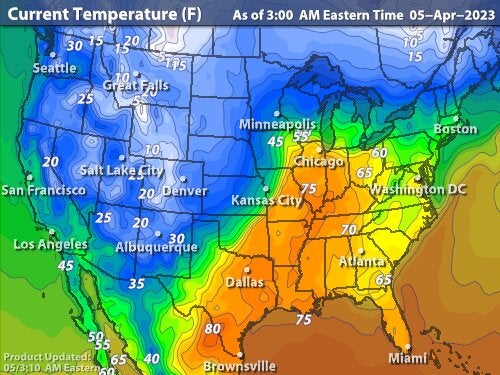 Current Temperature (F) As of 3:00 AM Eastern Time 05-Apr-2023
15 15 20
30
Seattle
15
10 15
10
Great Falls
5
25
Minneapolis
Boston
45 55
10
60
Chicago
20
Salt Lake City
65
25
San Francisco
20 Denver
75
Washington DC
Kansas City
25 20
70
Los Angeles
30
Albuquerque
Atlanta
45
35
Dallas
65
75
50
80
55
Product Updated:
05/3:10 AM Eastern
65
40
Miami
60
Brownsville